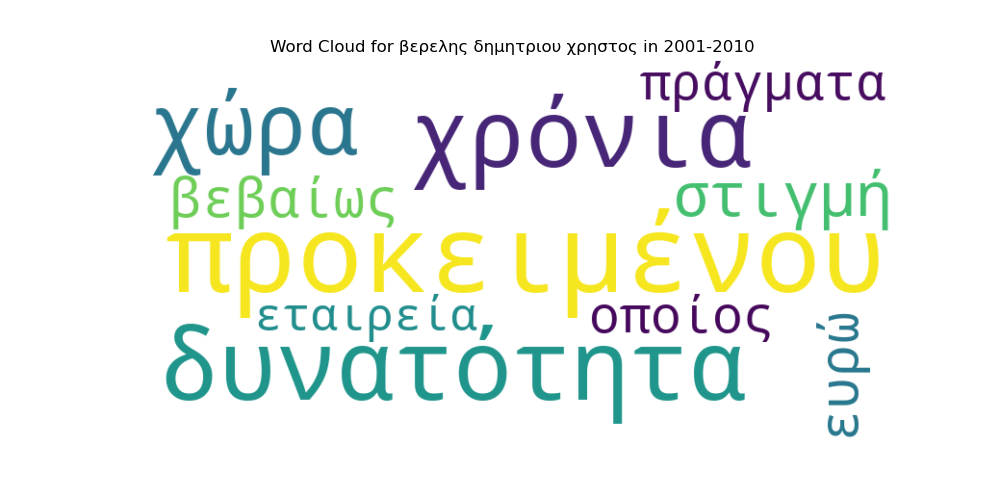 Word Cloud for βερελης δημητριου χρηστος in 2001-2010
πράγματα
χώρα
χρόνια
βεβαίως
στιγμή
προκειμένου
εταιρεία
οποίος
δυνατότητα
ευρώ